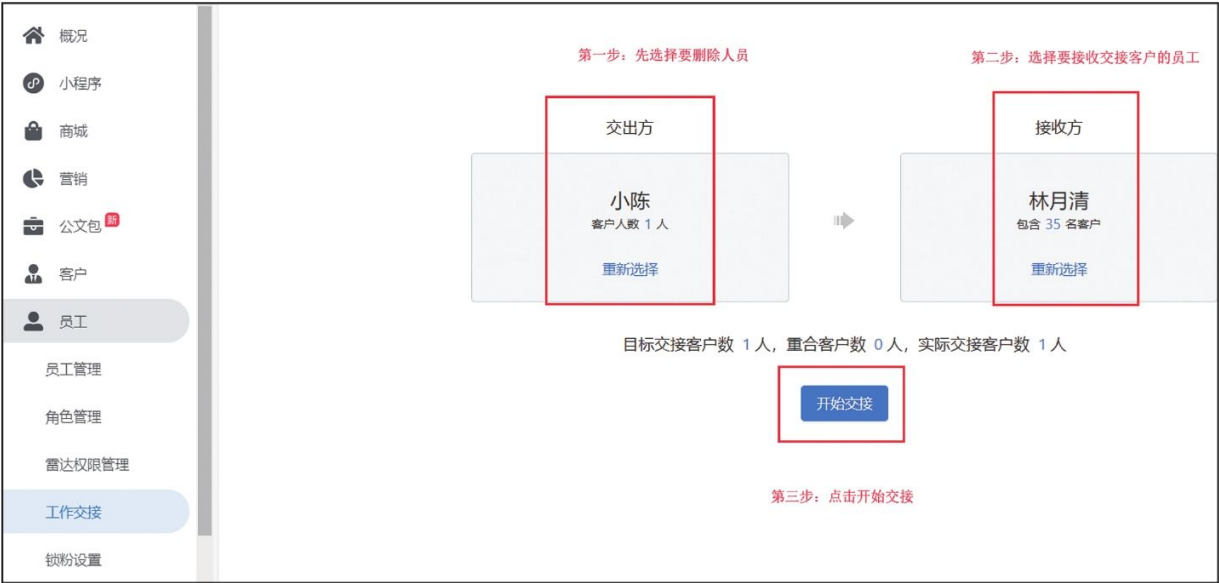 概况
小程序
商城
营销
公文包 新
客户
员工
员工管理
角色管理
雷达权限管理
工作交接
锁粉设置
第一步：先选择要删除人员
第二步：选择要接收交接客户的员工
交出方
接收方
小陈
客户人数 1 人
重新选择
林月清
包含 35 名客户
重新选择
目标交接客户数 1 人，重合客户数 0 人，实际交接客户数 1 人
开始交接
第三步：点击开始交接